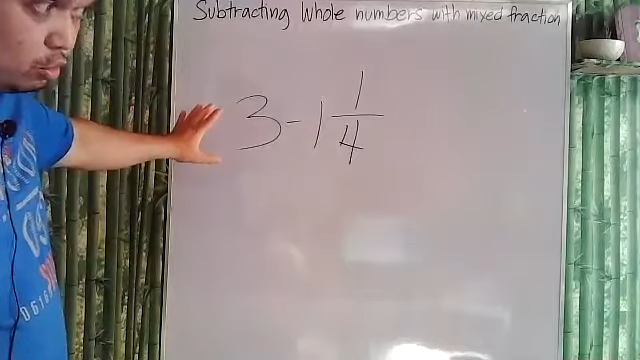 Subtracting Whole numbers with mixed fraction
3 - 1 1/4